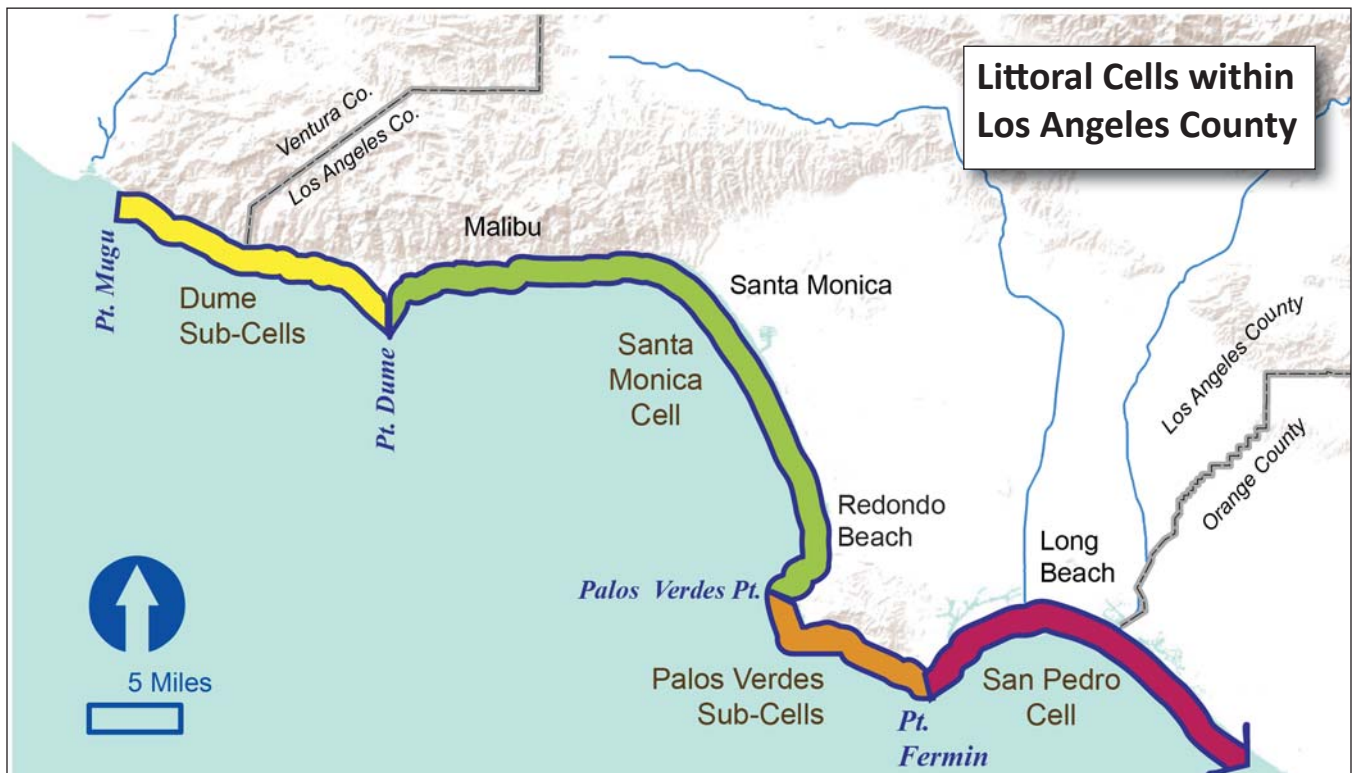 Littoral Cells within
Los Angeles County
Ventura Co.
Los Angeles Co.
Malibu
Santa Monica
Pt. Mugu
Dume
Sub-Cells
Pt. Dume
Santa
Monica
Cell
Los Angeles County
Orange County
Redondo
Beach
Long
Beach
Palos Verdes Pt.
5 Miles
Palos Verdes
Sub-Cells
San Pedro
Cell
Pt.
Fermin